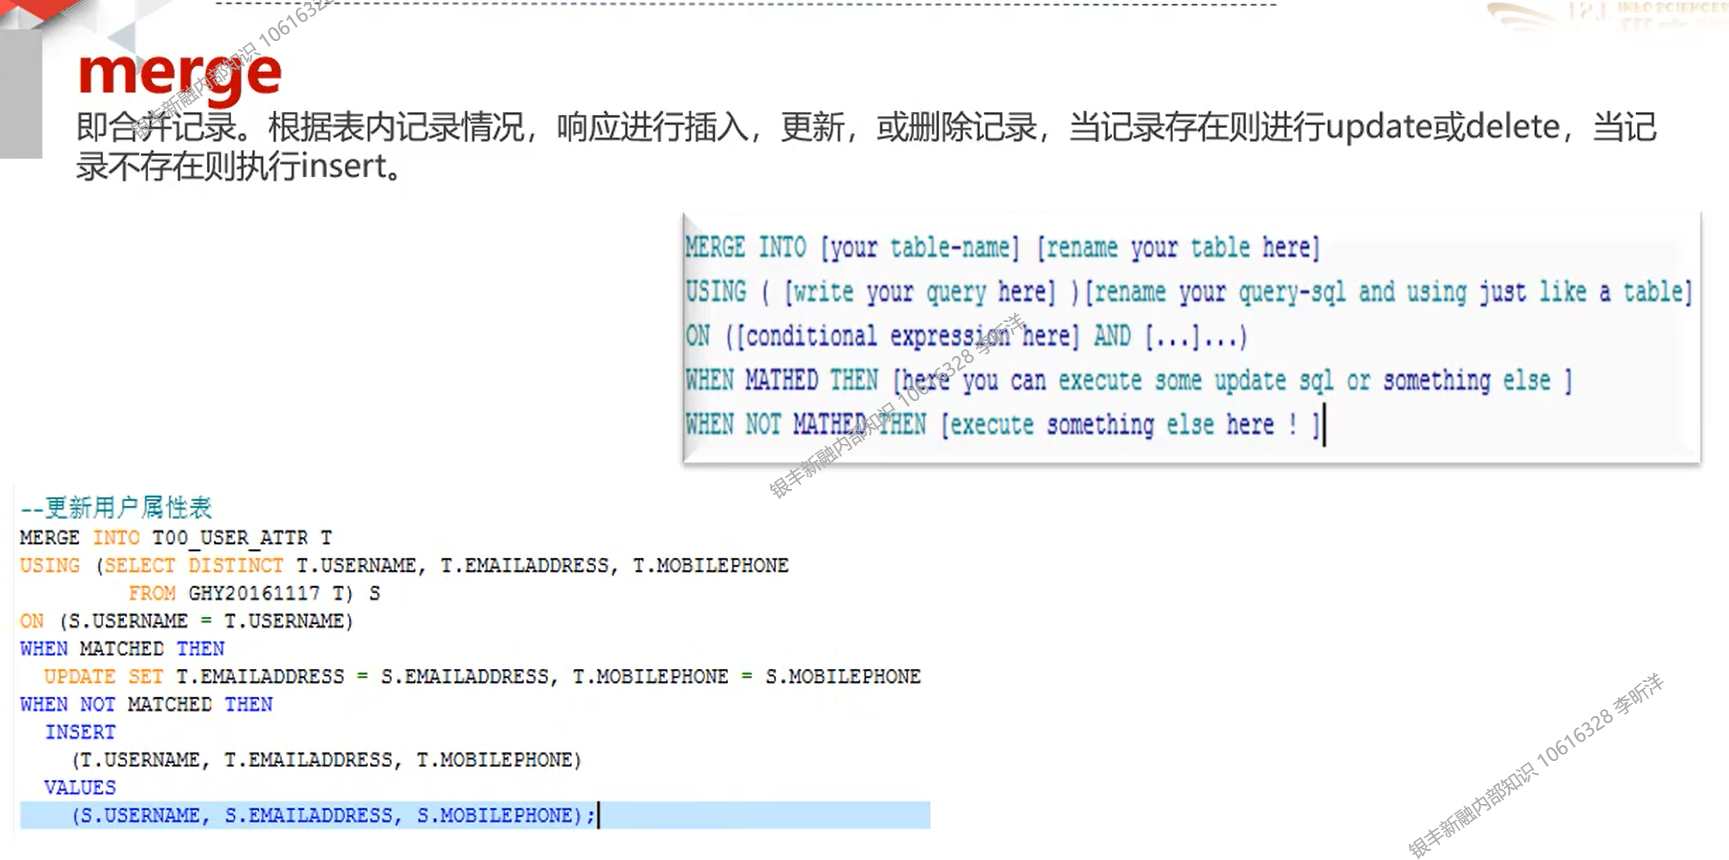 merge
即合并记录。根据表内记录情况，响应进行插入，更新，或删除记录，当记录存在则进行update或delete，当记
录不存在则执行insert。
MERGE INTO [your table-name] [rename your table here]
USING ( [write your query here] )[rename your query-sql and using just like a table]
ON ([conditional expression here] AND [...]...)
WHEN MATHED THEN [here you can execute some update sql or something else ]
WHEN NOT MATHED THEN [execute something else here ! ]
--更新用户属性表
MERGE INTO T00_USER_ATTR T
USING (SELECT DISTINCT T.USERNAME, T.EMAILADDRESS, T.MOBILEPHONE
FROM GHY20161117 T) S
ON (S.USERNAME = T.USERNAME)
WHEN MATCHED THEN
UPDATE SET T.EMAILADDRESS = S.EMAILADDRESS, T.MOBILEPHONE = S.MOBILEPHONE
WHEN NOT MATCHED THEN
INSERT
(T.USERNAME, T.EMAILADDRESS, T.MOBILEPHONE)
VALUES
(S.USERNAME, S.EMAILADDRESS, S.MOBILEPHONE);
银丰新融内部知识 1061632
银丰新融内部知识 10616328 李昕洋
银丰新融内部知识 10616328 李昕洋